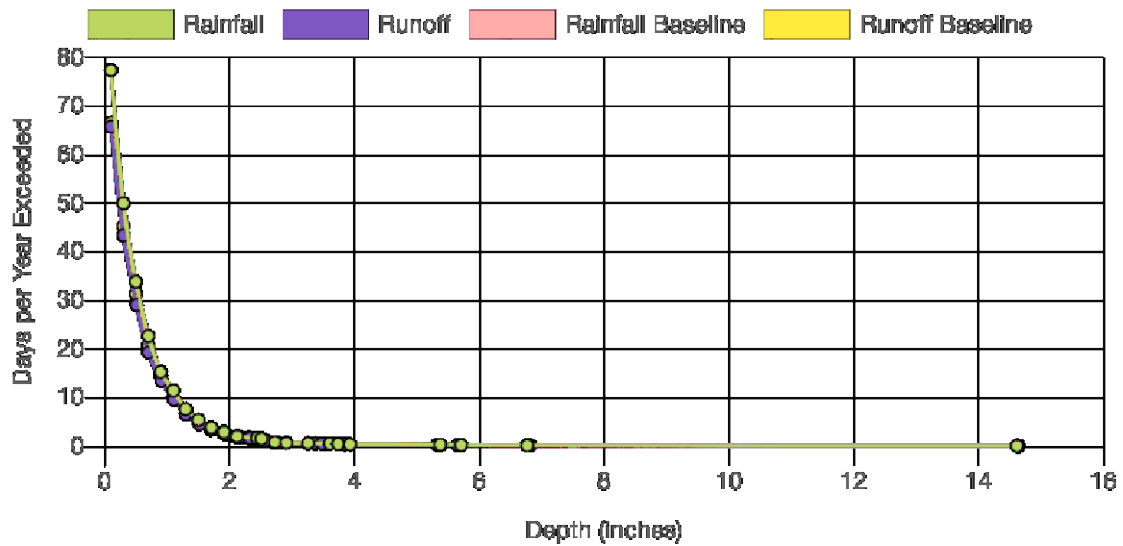 Rainfall Runoff Rainfall Baseline Runoff Baseline
80
70
60
50
40
30
20
10
0
Days per Year Exceeded
0 2 4 6 8 10 12 14 16
Depth (inches)